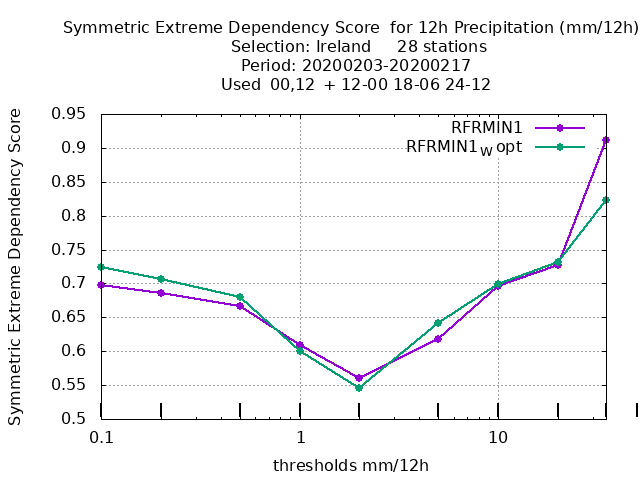 Symmetric Extreme Dependency Score  for 12h Precipitation (mm/12h)
Selection: Ireland     28 stations
Period: 20200203-20200217
Used  00,12  + 12-00 18-06 24-12
Symmetric Extreme Dependency Score
0.95
0.9
0.85
0.8
0.75
0.7
0.65
0.6
0.55
0.5
RFRMIN1
RFRMIN1W opt
0.1
1
10
thresholds mm/12h